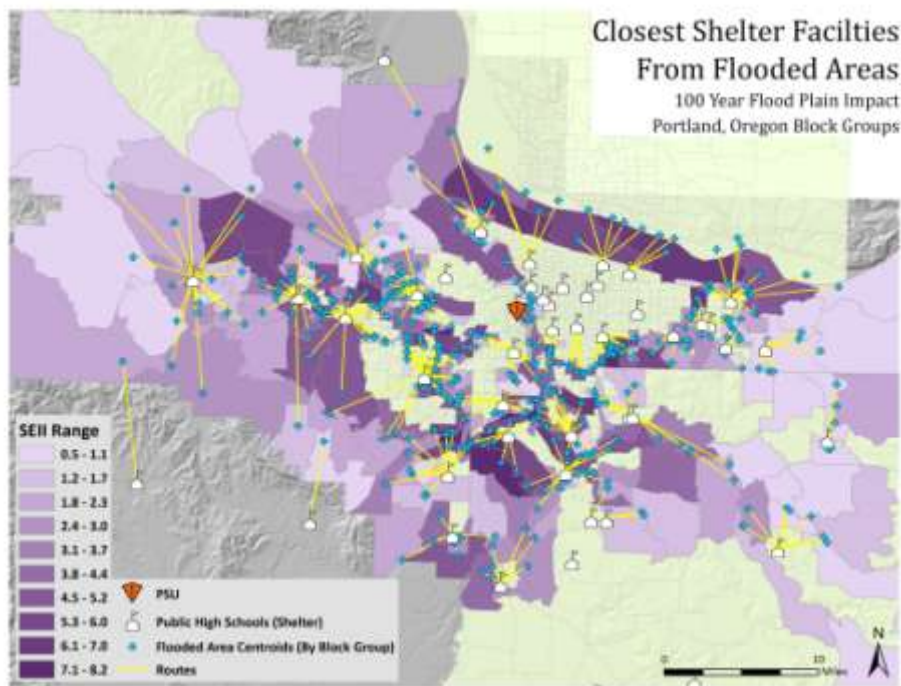 Closest Shelter Facilties
From Flooded Areas
100 Year Flood Plain Impact
Portland, Oregon Block Groups
SEII Range
0.5 - 1.1
1.2 - 1.7
1.8 - 2.3
2.4 - 3.0
3.1 - 3.7
3.8 - 4.4
4.5 - 5.2
5.3 - 6.0
6.1 - 7.0
7.1 - 8.2
PSU
Public High Schools (Shelter)
Flooded Area Centroids (By Block Group)
Routes
N
0 10
Miles